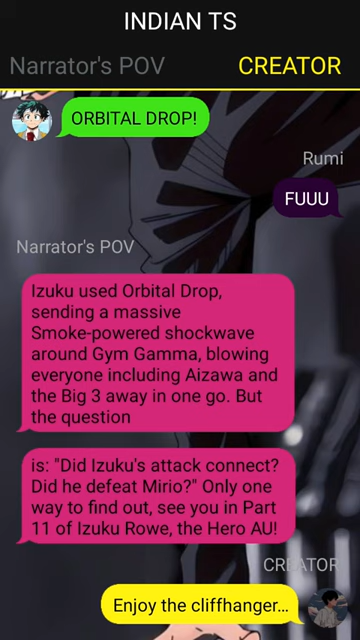 INDIAN TS
Narrator's POV
CREATOR
ORBITAL DROP!
Rumi
FUUU
Narrator's POV
Izuku used Orbital Drop,
sending a massive
Smoke-powered shockwave
around Gym Gamma, blowing
everyone including Aizawa and
the Big 3 away in one go. But
the question
is: "Did Izuku's attack connect?
Did he defeat Mirio?" Only one
way to find out, see you in Part
11 of Izuku Rowe, the Hero AU!
CREATOR
Enjoy the cliffhanger...